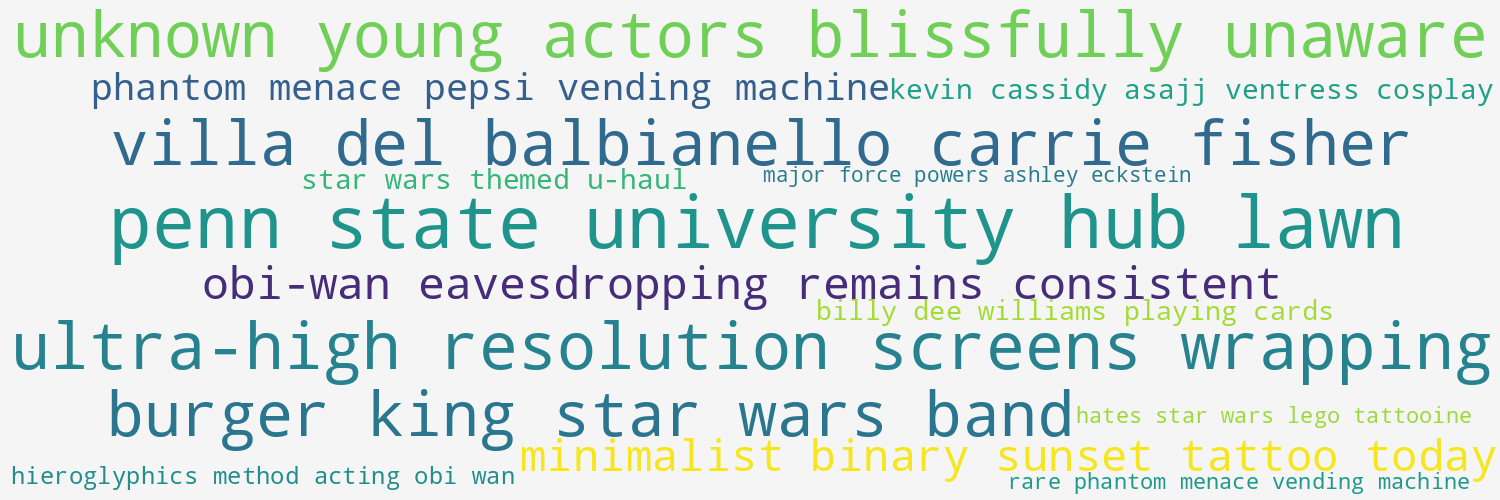 unknown young actors blissfully unaware
phantom menace pepsi vending machine
kevin cassidy asajj ventress cosplay
villa del balbianello carrie fisher
star wars themed u-haul
major force powers ashley eckstein
penn state university hub lawn
obi-wan eavesdropping remains consistent
billy dee williams playing cards
ultra-high resolution screens wrapping
burger king star wars band
hates star wars lego tattooine
minimalist binary sunset tattoo today
hieroglyphics method acting obi wan
rare phantom menace vending machine